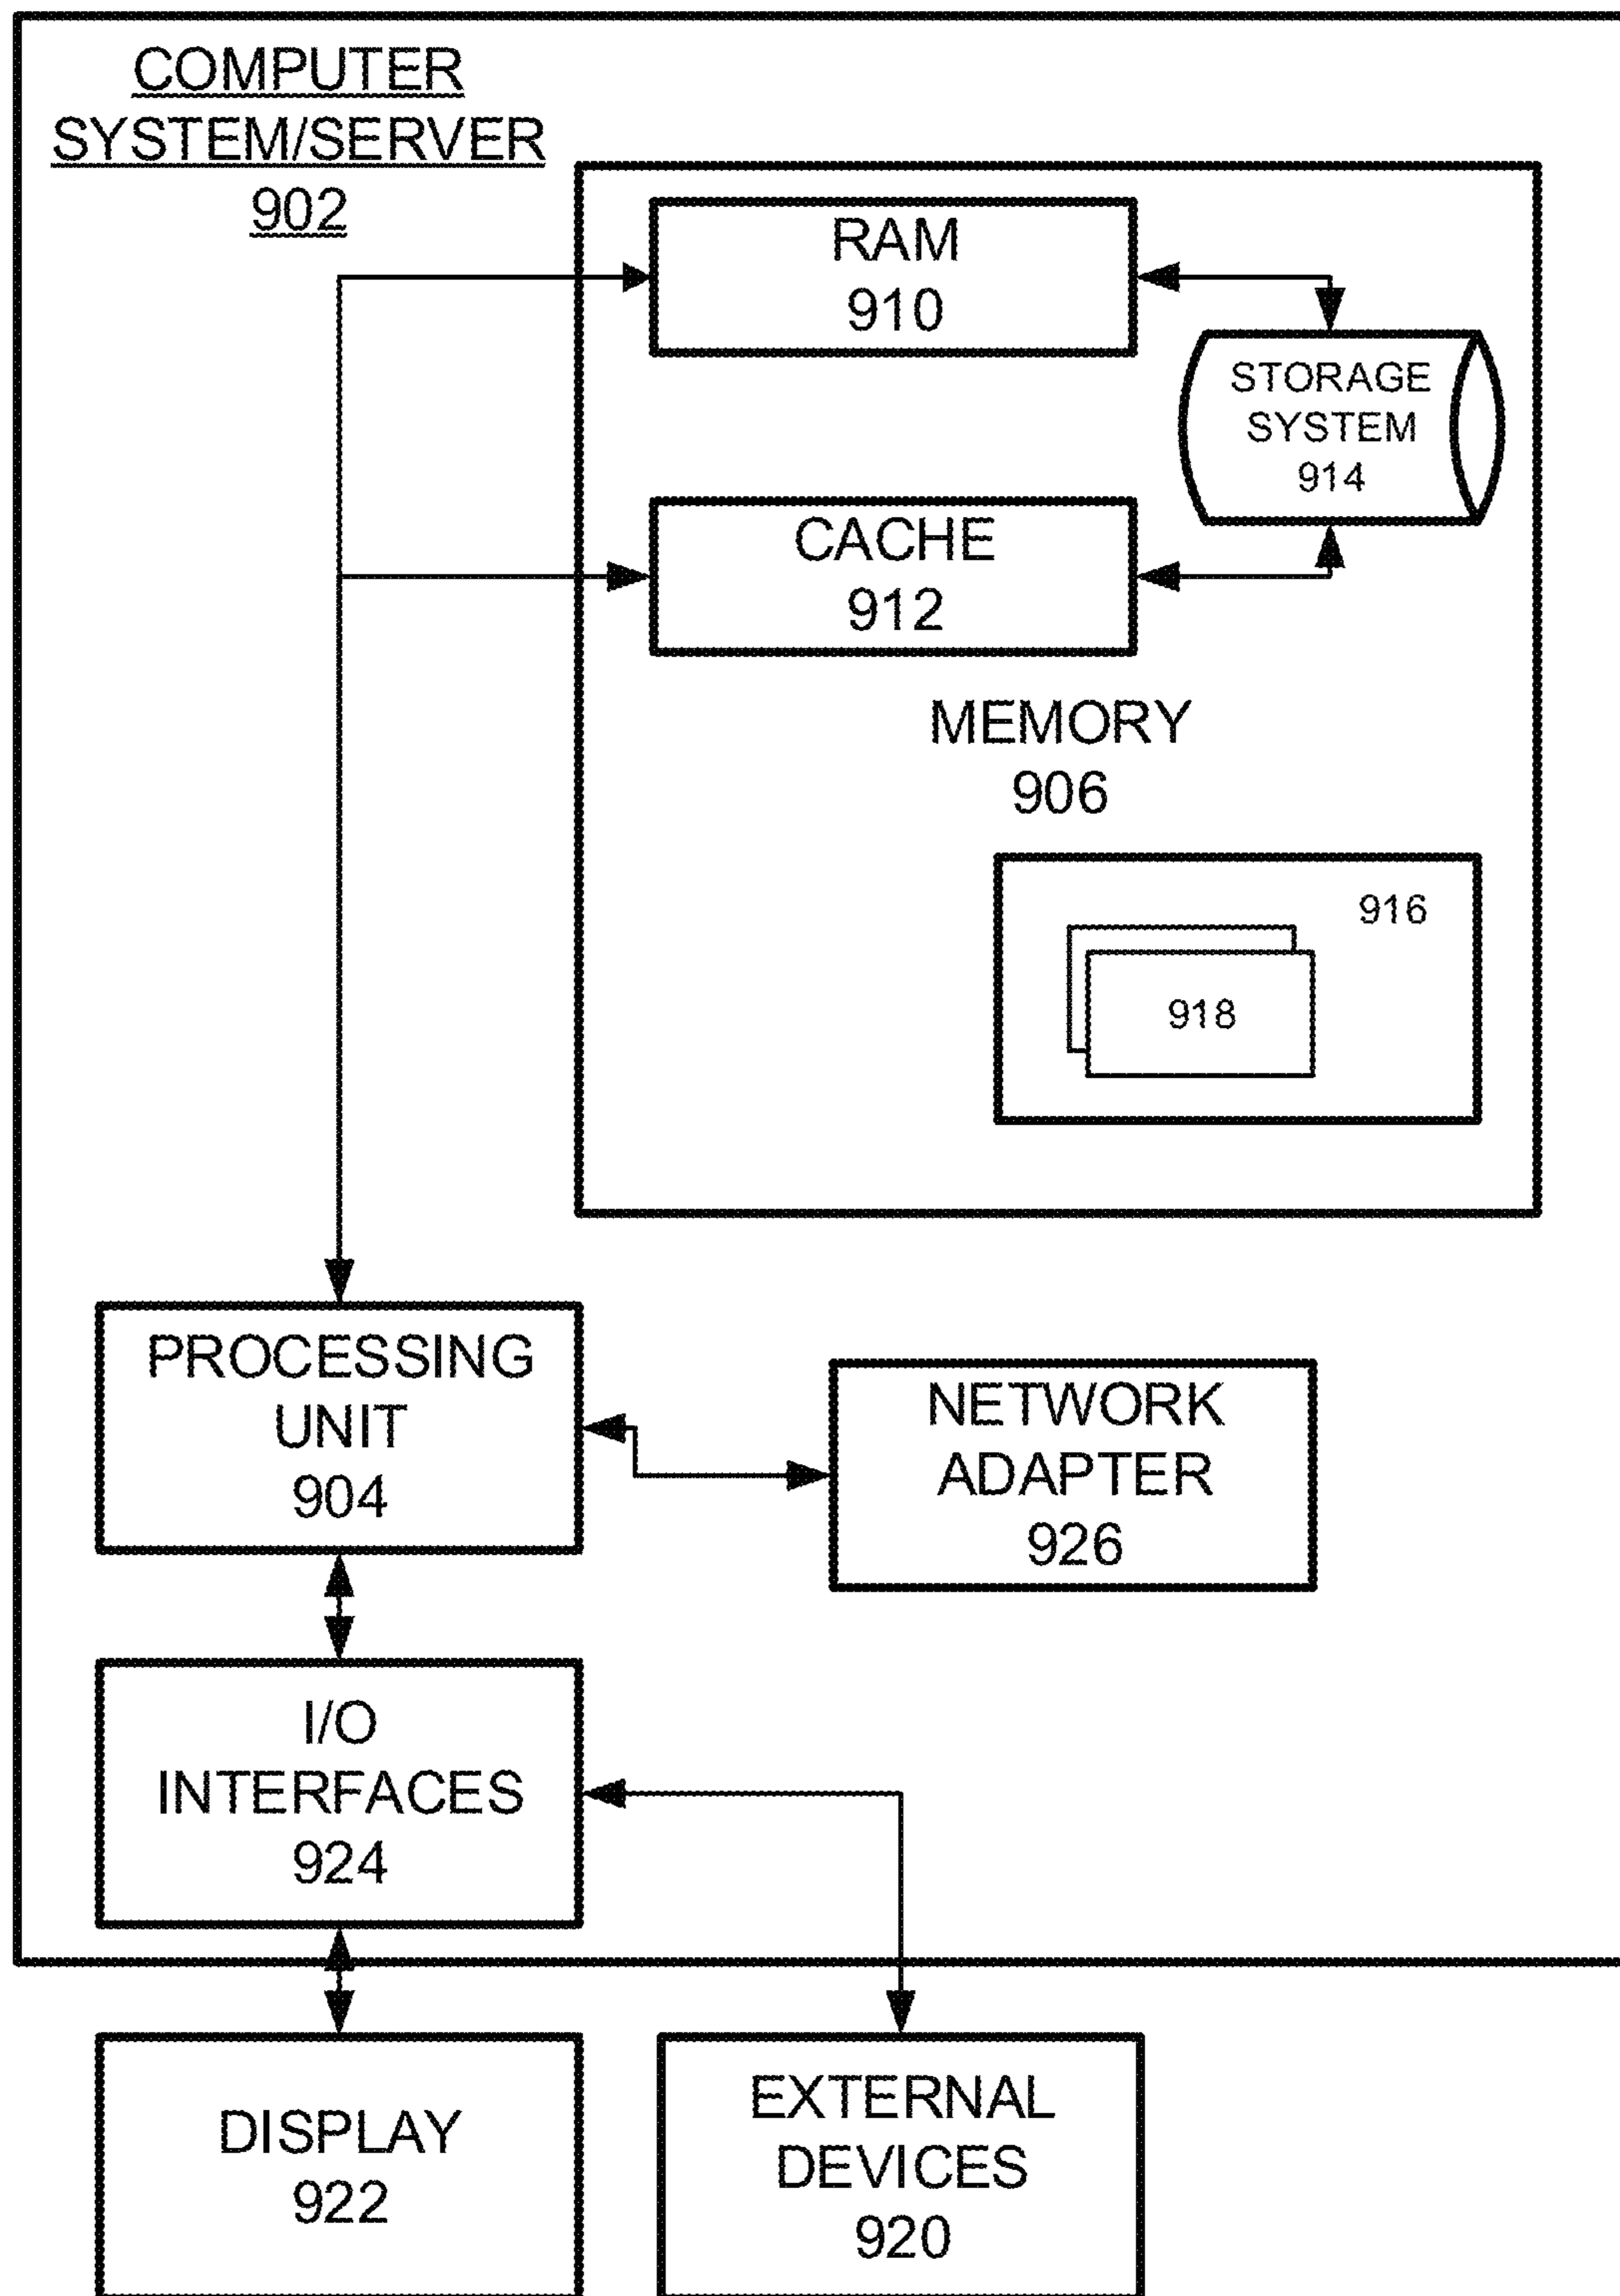 COMPUTER
SYSTEM/SERVER
902
RAM
910
STORAGE
SYSTEM
914
CACHE
912
MEMORY
906
916
918
PROCESSING
UNIT
904
NETWORK
ADAPTER
926
I/O
INTERFACES
924
DISPLAY
922
EXTERNAL
DEVICES
920